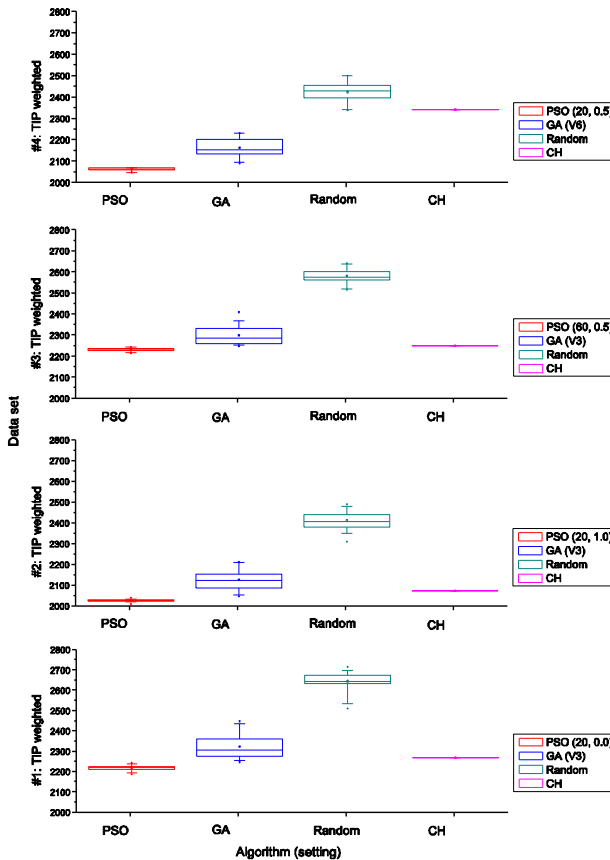 #4: TIP weighted
2800
2700
2600
2500
2400
2300
2200
2100
2000
PSO
GA
Random
CH
PSO (20, 0.5)
GA (V6)
Random
CH
#3: TIP weighted
2800
2700
2600
2500
2400
2300
2200
2100
2000
PSO
GA
Random
CH
PSO (60, 0.5)
GA (V3)
Random
CH
Data set
#2: TIP weighted
2800
2700
2600
2500
2400
2300
2200
2100
2000
PSO
GA
Random
CH
PSO (20, 1.0)
GA (V3)
Random
CH
#1: TIP weighted
2800
2700
2600
2500
2400
2300
2200
2100
2000
PSO
GA
Random
CH
PSO (20, 0.0)
GA (V3)
Random
CH
Algorithm (setting)